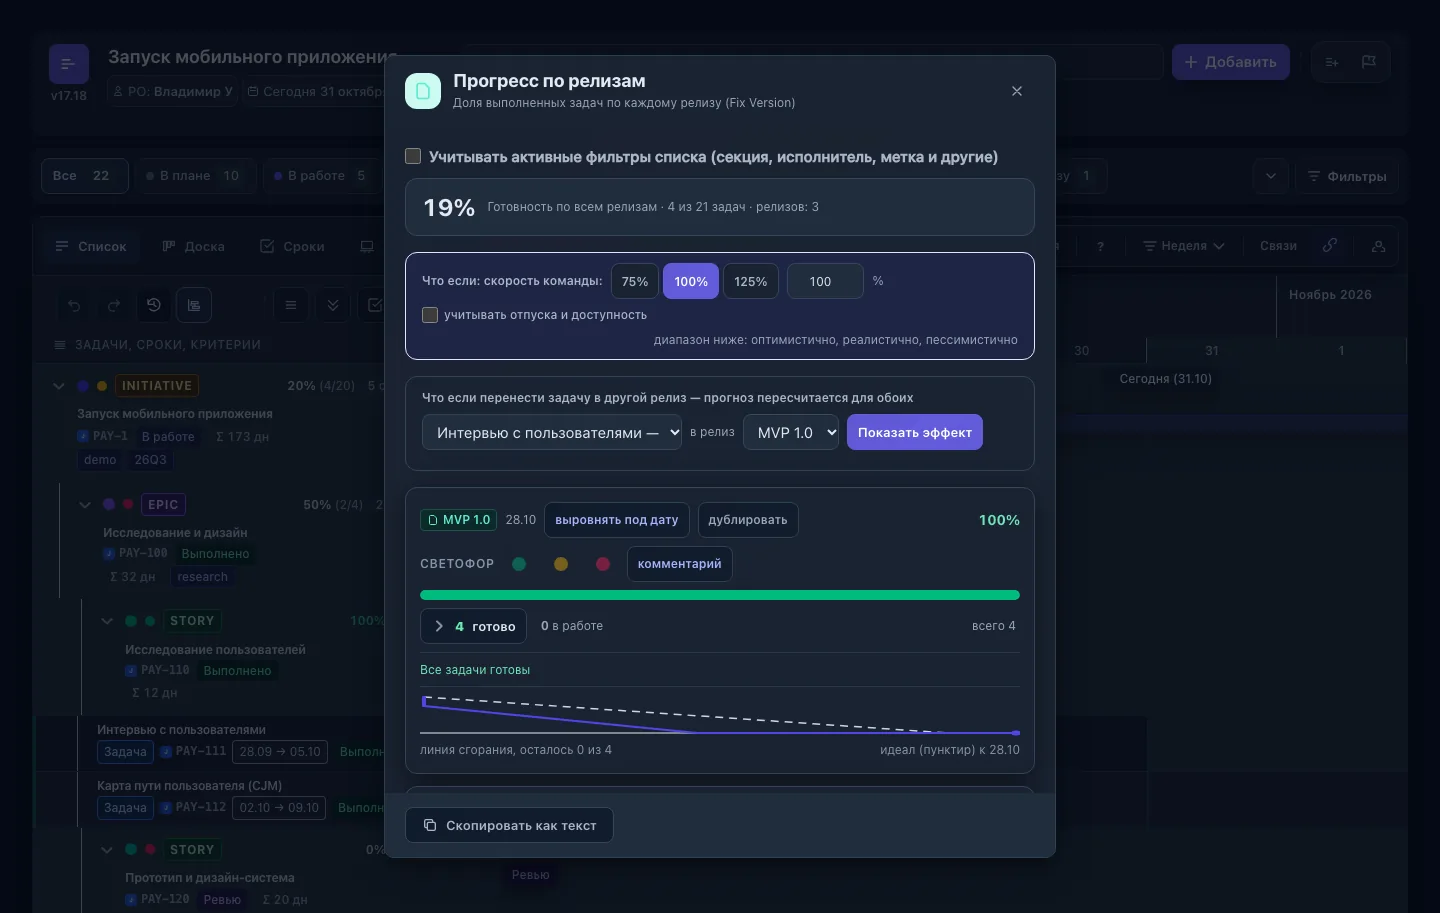 Запуск мобильного приложения
v17.18
PO: Владимир У
Сегодня 31 октябр
Добавить
Прогресс по релизам
Доля выполненных задач по каждому релизу (Fix Version)
Все 22
В плане 10
В работе 5
1
Фильтры
Список
Доска
Сроки
?
Неделя
Связи
Учитывать активные фильтры списка (секция, исполнитель, метка и другие)
19% Готовность по всем релизам · 4 из 21 задач · релизов: 3
Что если: скорость команды: 75% 100% 125% 100 %
учитывать отпуска и доступность
диапазон ниже: оптимистично, реалистично, пессимистично
Что если перенести задачу в другой релиз — прогноз пересчитается для обоих
Интервью с пользователями — в релиз MVP 1.0 Показать эффект
MVP 1.0 28.10 выровнять под дату дублировать 100%
СВЕТОФОР комментарий
4 готово 0 в работе всего 4
Все задачи готовы
линия сгорания, осталось 0 из 4 идеал (пунктир) к 28.10
Скопировать как текст
ЗАДАЧИ, СРОКИ, КРИТЕРИИ
Ноябрь 2026
30 31 1
Сегодня (31.10)
INITIATIVE 20% (4/20) 5
Запуск мобильного приложения
PAY-1 В работе Σ 173 дн
demo 26Q3
EPIC 50% (2/4) 2
Исследование и дизайн
PAY-100 Выполнено
Σ 32 дн research
STORY 100%
Исследование пользователей
PAY-110 Выполнено
Σ 12 дн
Интервью с пользователями
Задача PAY-111 28.09 → 05.10 Выполн
Карта пути пользователя (CJM)
Задача PAY-112 02.10 → 09.10 Выполн
STORY 0%
Прототип и дизайн-система
PAY-120 Ревью Σ 20 дн
Ревью